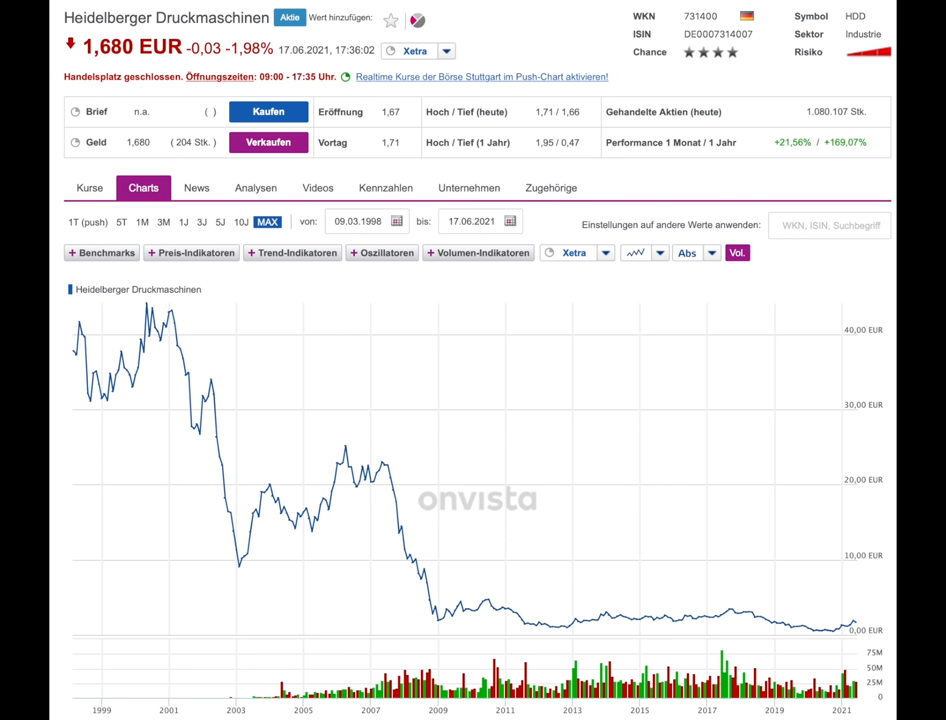 Heidelberger Druckmaschinen Aktie Wert hinzufügen:
1,680 EUR -0,03 -1,98% 17.06.2021, 17:36:02 Xetra
WKN 731400 Symbol HDD
ISIN DE0007314007 Sektor Industrie
Chance Risiko
Handelsplatz geschlossen. Öffnungszeiten: 09:00 - 17:35 Uhr. Realtime Kurse der Börse Stuttgart im Push-Chart aktivieren!
Brief n.a. ( ) Kaufen Eröffnung 1,67 Hoch / Tief (heute) 1,71 / 1,66 Gehandelte Aktien (heute) 1.080.107 Stk.
Geld 1,680 ( 204 Stk. ) Verkaufen Vortag 1,71 Hoch / Tief (1 Jahr) 1,95 / 0,47 Performance 1 Monat / 1 Jahr +21,56% / +169,07%
Kurse Charts News Analysen Videos Kennzahlen Unternehmen Zugehörige
1T (push) 5T 1M 3M 1J 3J 5J 10J MAX von: 09.03.1998 bis: 17.06.2021 Einstellungen auf andere Werte anwenden: WKN, ISIN, Suchbegriff
+ Benchmarks + Preis-Indikatoren + Trend-Indikatoren + Oszillatoren + Volumen-Indikatoren Xetra Abs Vol.
Heidelberger Druckmaschinen
40,00 EUR
30,00 EUR
20,00 EUR
onvista
10,00 EUR
0,00 EUR
75M
50M
25M
0
1999 2001 2003 2005 2007 2009 2011 2013 2015 2017 2019 2021